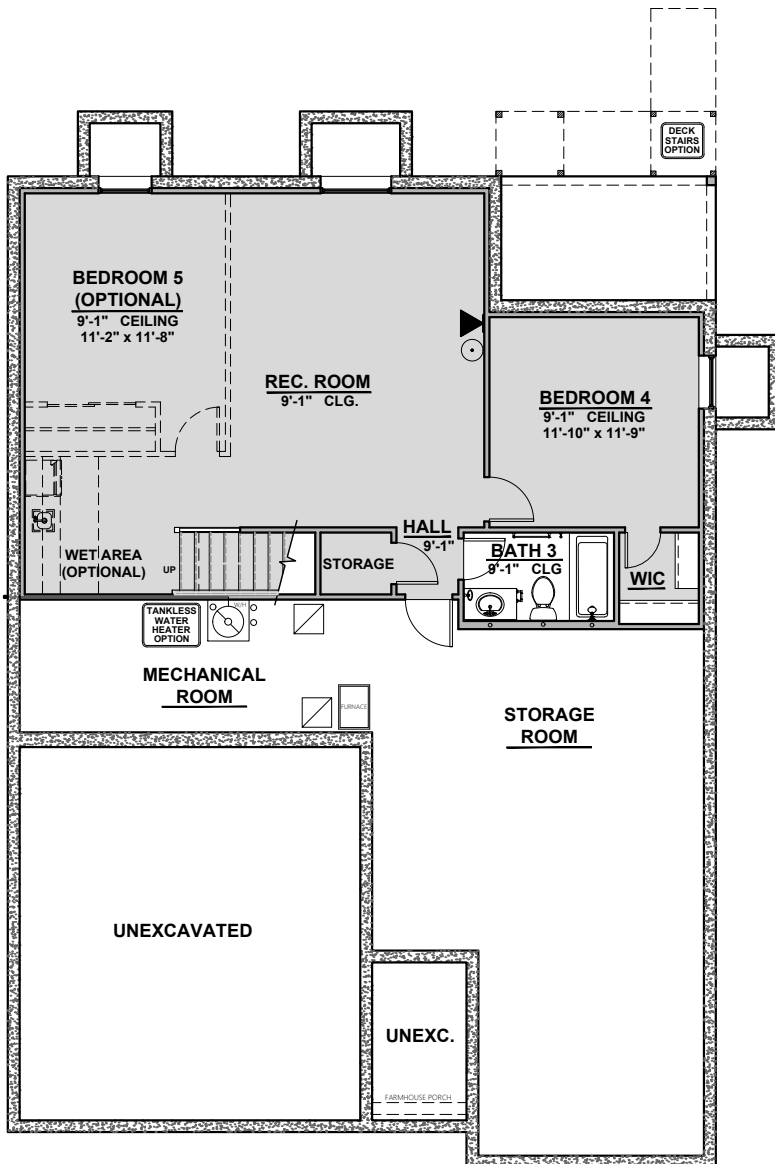 DECK
STAIRS
OPTION
BEDROOM 5
(OPTIONAL)
9'-1" CEILING
11'-2" x 11'-8"
REC. ROOM
9'-1" CLG.
BEDROOM 4
9'-1" CEILING
11'-10" x 11'-9"
HALL
9'-1"
BATH 3
9'-1" CLG
WET AREA
(OPTIONAL)
UP
STORAGE
WIC
TANKLESS
WATER
HEATER
OPTION
W/H
MECHANICAL
ROOM
FURNACE
STORAGE
ROOM
UNEXCAVATED
UNEXC.
FARMHOUSE PORCH